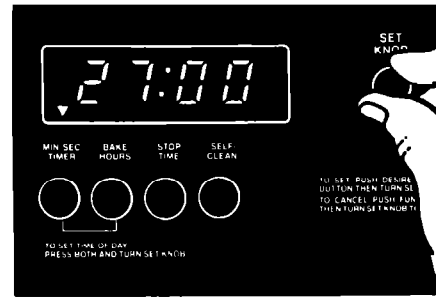 SET
KNOB
27:00
MIN SEC
TIMER
BAKE
HOURS
STOP
TIME
SELF-
CLEAN
TO SET, PUSH DESIRE
BUTTON THEN TURN SE
TO CANCEL PUSH FUN
THEN TURN SET KNOB T
TO SET TIME OF DAY
PRESS BOTH AND TURN SET KNOB